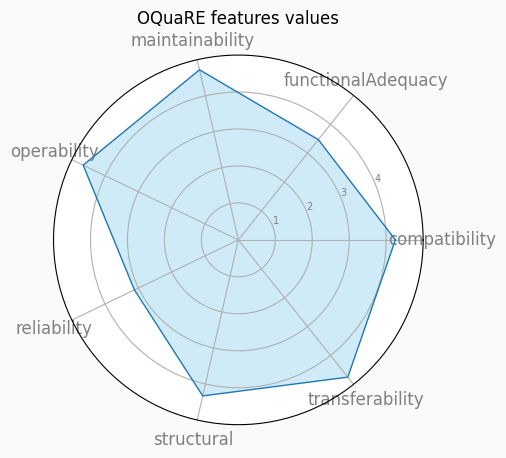 OQuaRE features values
maintainability
functionalAdequacy
operability
4
3
2
1
compatibility
reliability
transferability
structural